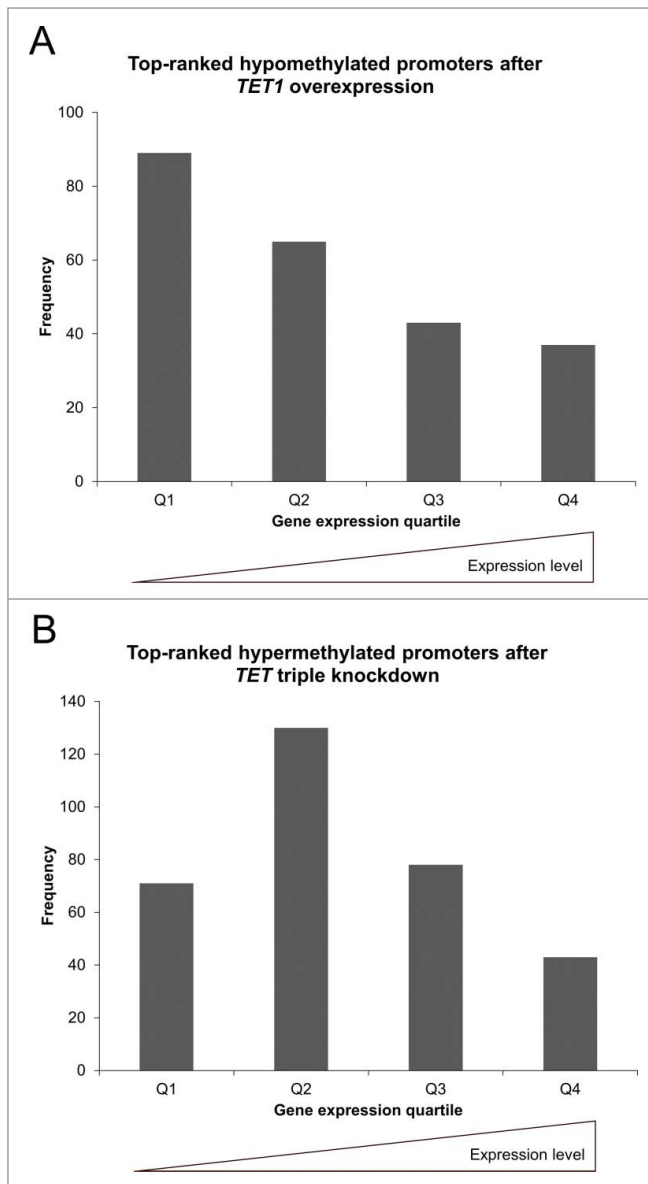 A
Top-ranked hypomethylated promoters after
TET1 overexpression
100
80
60
40
20
0
Frequency
Q1 Q2 Q3 Q4
Gene expression quartile
Expression level
B
Top-ranked hypermethylated promoters after
TET triple knockdown
140
120
100
80
60
40
20
0
Frequency
Q1 Q2 Q3 Q4
Gene expression quartile
Expression level